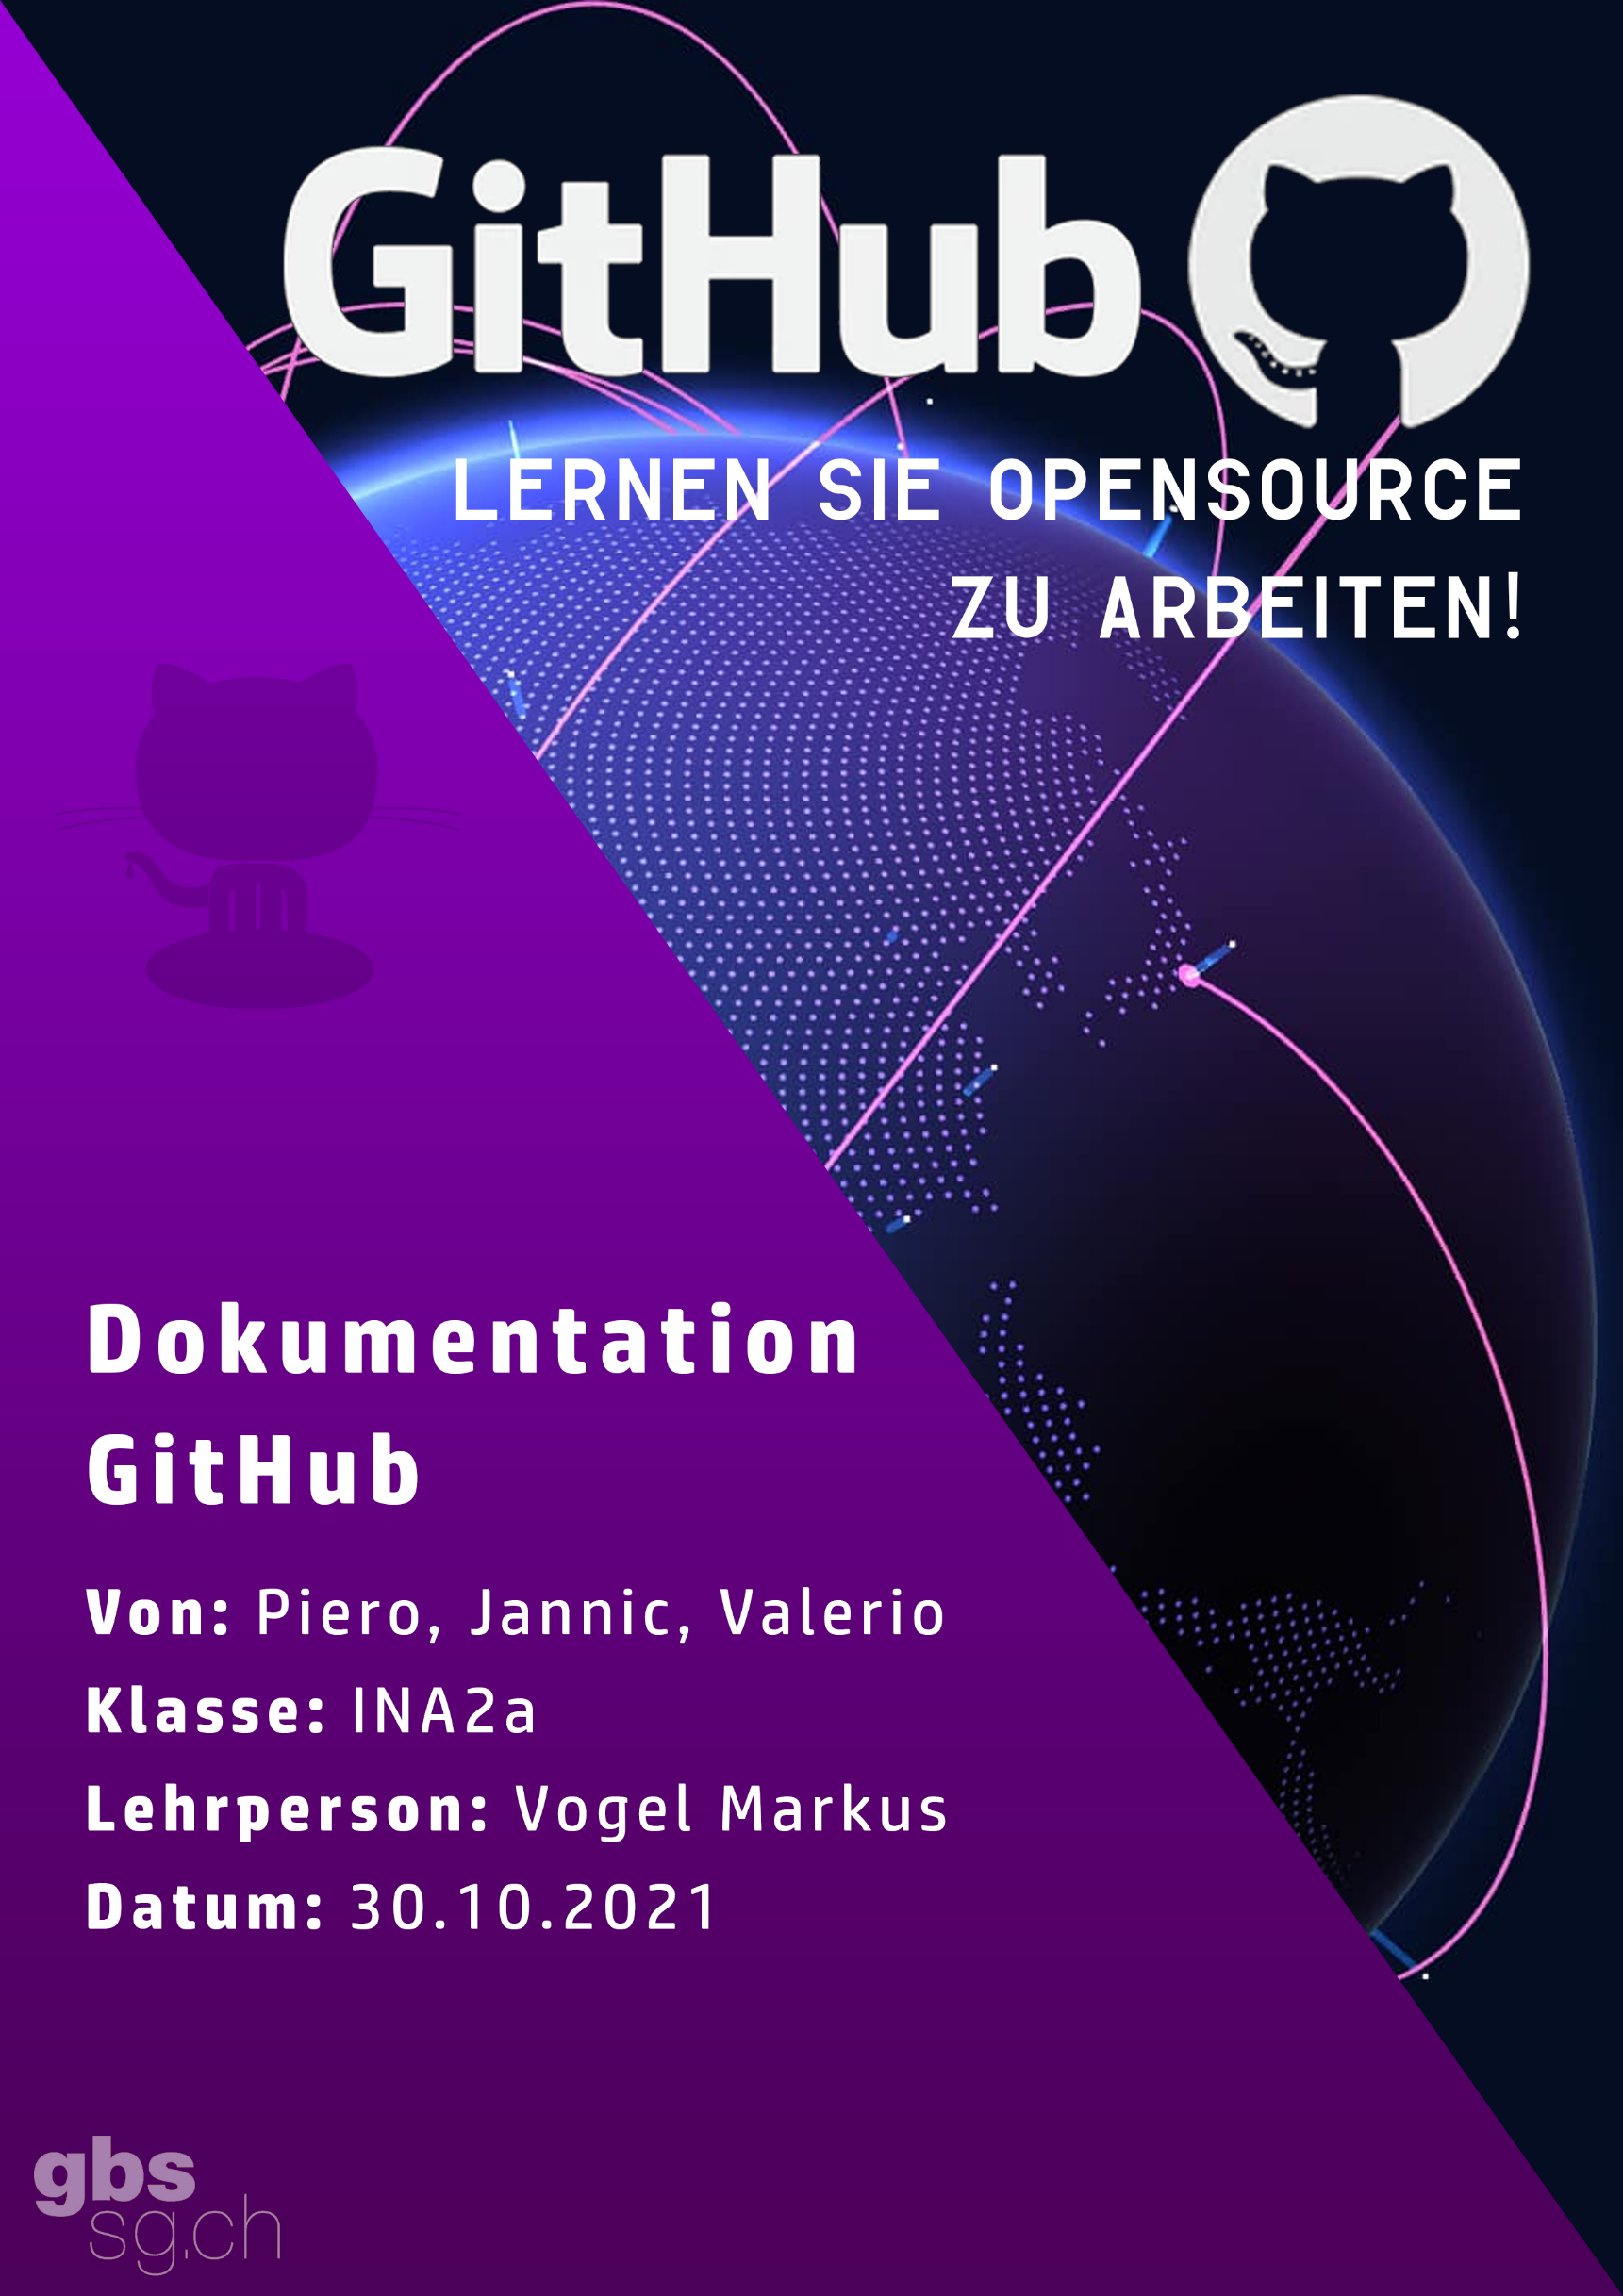 GitHub
LERNEN SIE OPENSOURCE
ZU ARBEITEN!
Dokumentation
GitHub
Von: Piero, Jannic, Valerio
Klasse: INA2a
Lehrperson: Vogel Markus
Datum: 30.10.2021
gbs
sg.ch